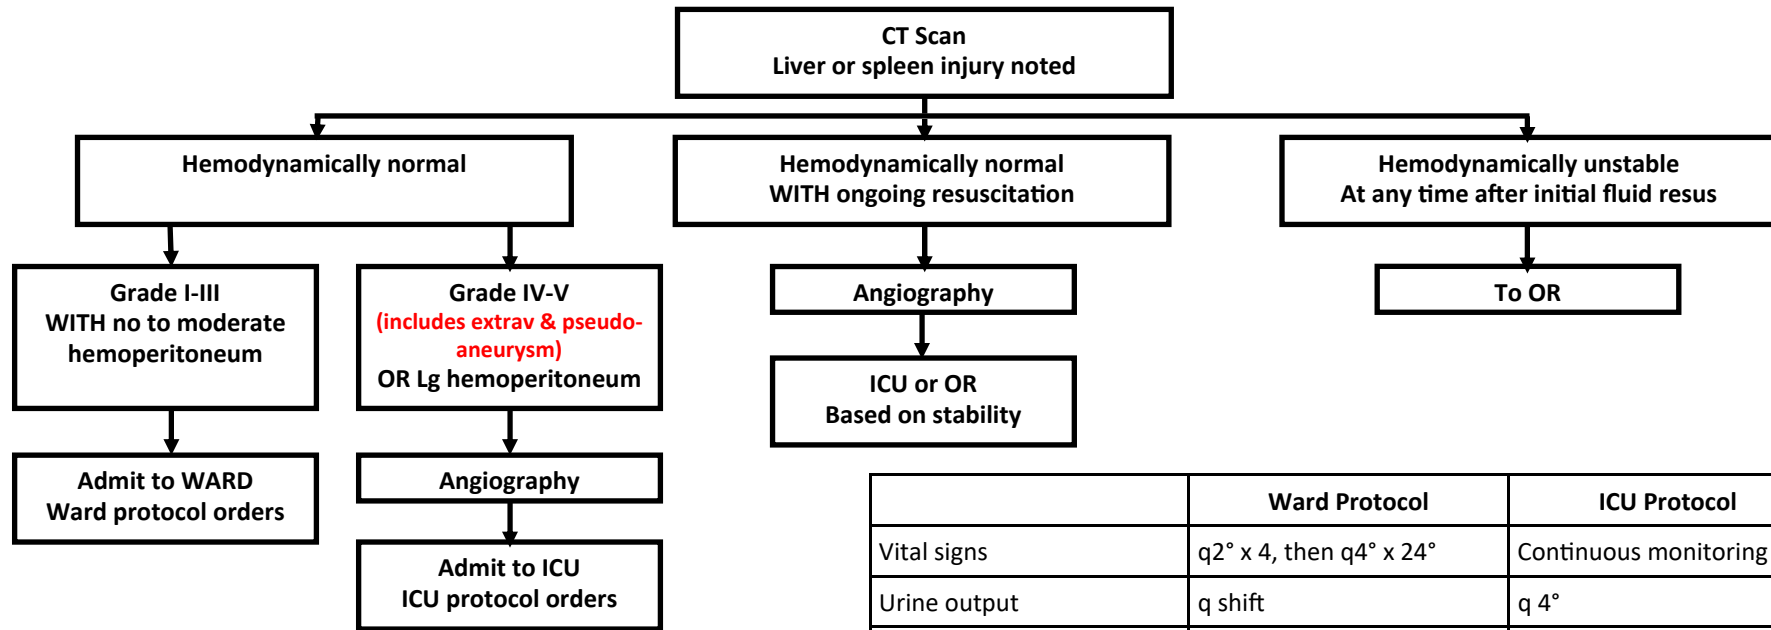 CT Scan
Liver or spleen injury noted
Hemodynamically normal
Hemodynamically normal
WITH ongoing resuscitation
Hemodynamically unstable
At any time after initial fluid resus
Grade I-III
WITH no to moderate
hemoperitoneum
Grade IV-V
(includes extrav & pseudo-
aneurysm)
OR Lg hemoperitoneum
Angiography
To OR
ICU or OR
Based on stability
Admit to WARD
Ward protocol orders
Angiography
Admit to ICU
ICU protocol orders
Ward Protocol ICU Protocol
Vital signs q2° x 4, then q4° x 24° Continuous monitoring
Urine output q shift q 4°